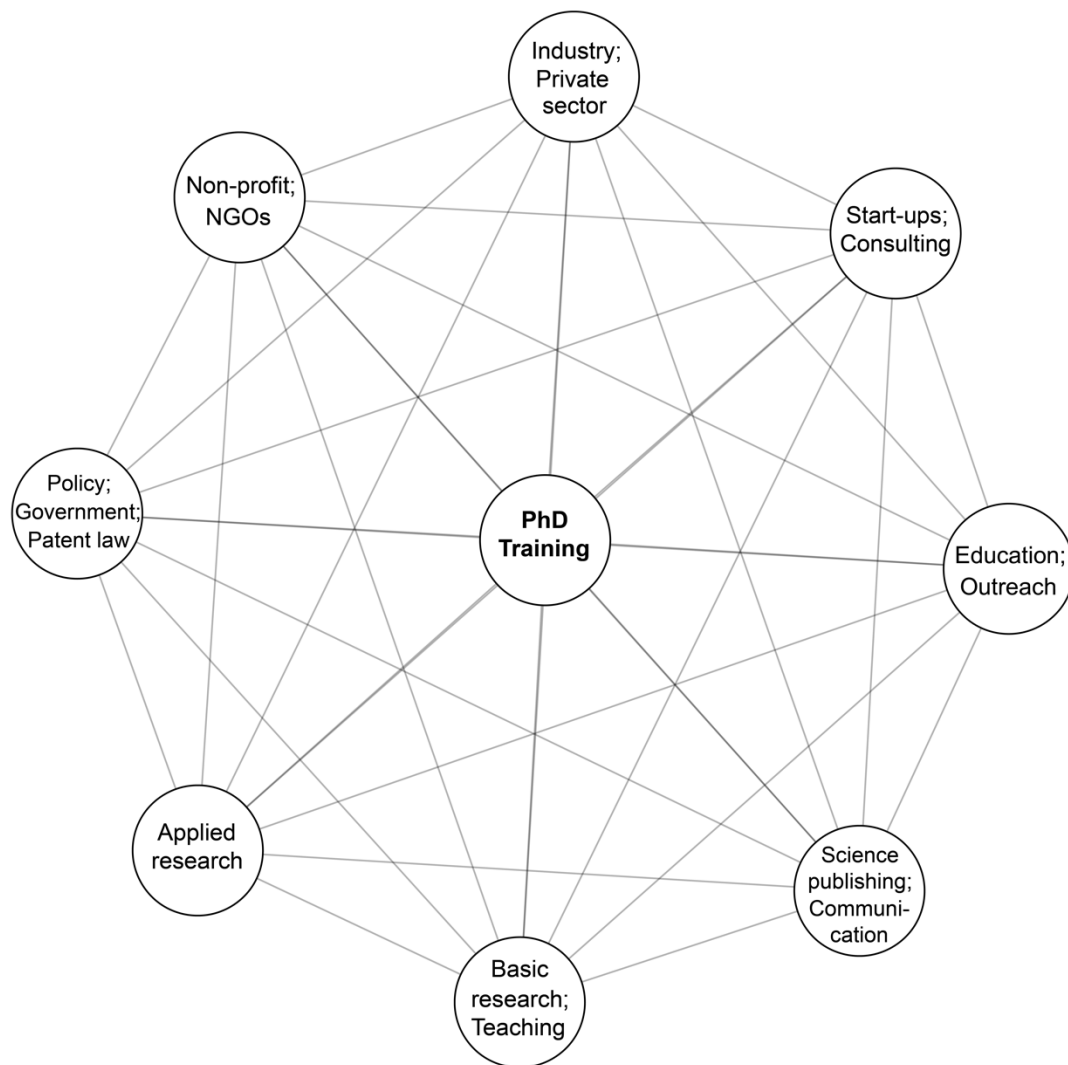 Industry;
Private
sector
Non-profit;
NGOs
Start-ups;
Consulting
Policy;
Government;
Patent law
PhD
Training
Education;
Outreach
Applied
research
Science
publishing;
Communi-
cation
Basic
research;
Teaching